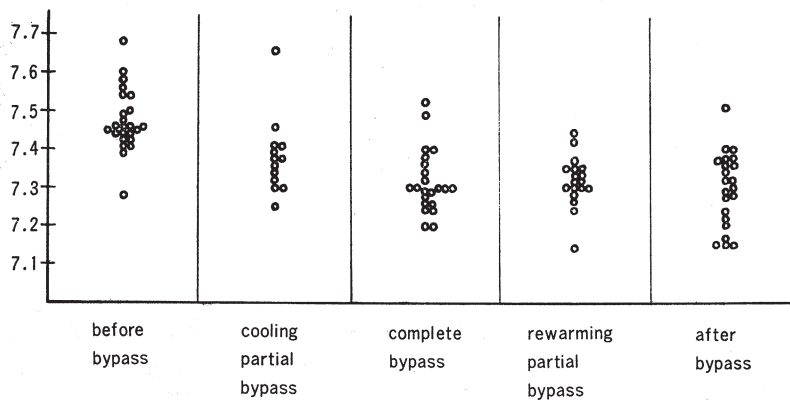 7.7
7.6
7.5
7.4
7.3
7.2
7.1
before
bypass
cooling
partial
bypass
complete
bypass
rewarming
partial
bypass
after
bypass